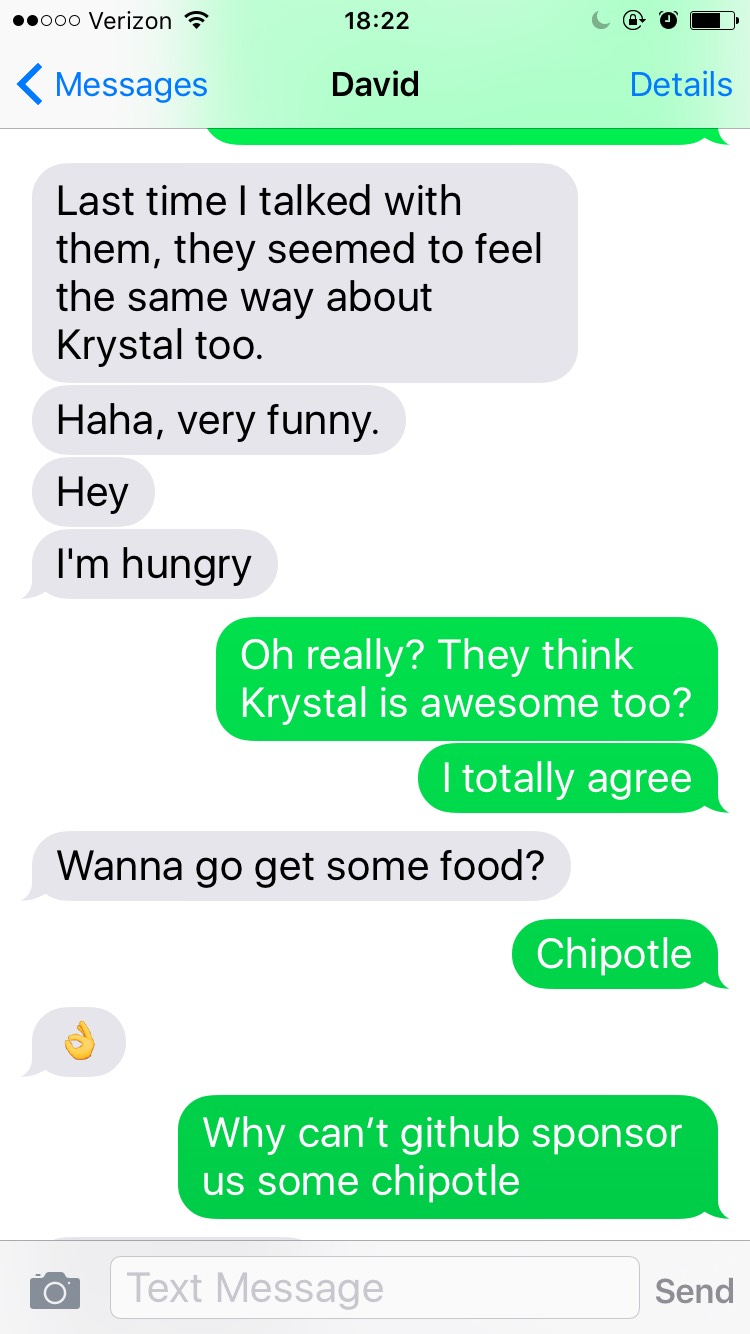 Verizon 18:22
Messages David Details
Last time I talked with
them, they seemed to feel
the same way about
Krystal too.
Haha, very funny.
Hey
I'm hungry
Oh really? They think
Krystal is awesome too?
I totally agree
Wanna go get some food?
Chipotle
👌
Why can’t github sponsor
us some chipotle
Text Message Send